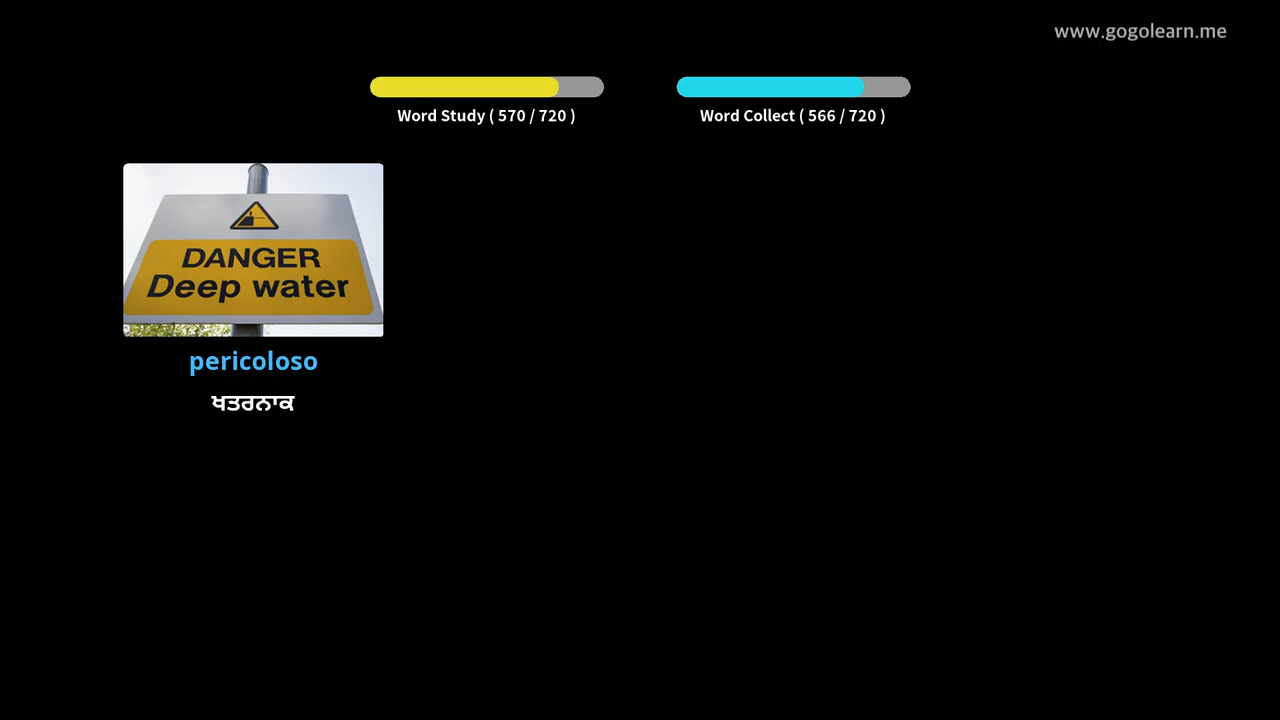 www.gogolearn.me
Word Study ( 570 / 720 )
Word Collect ( 566 / 720 )
DANGER
Deep water
pericoloso
ਖਤਰਨਾਕ